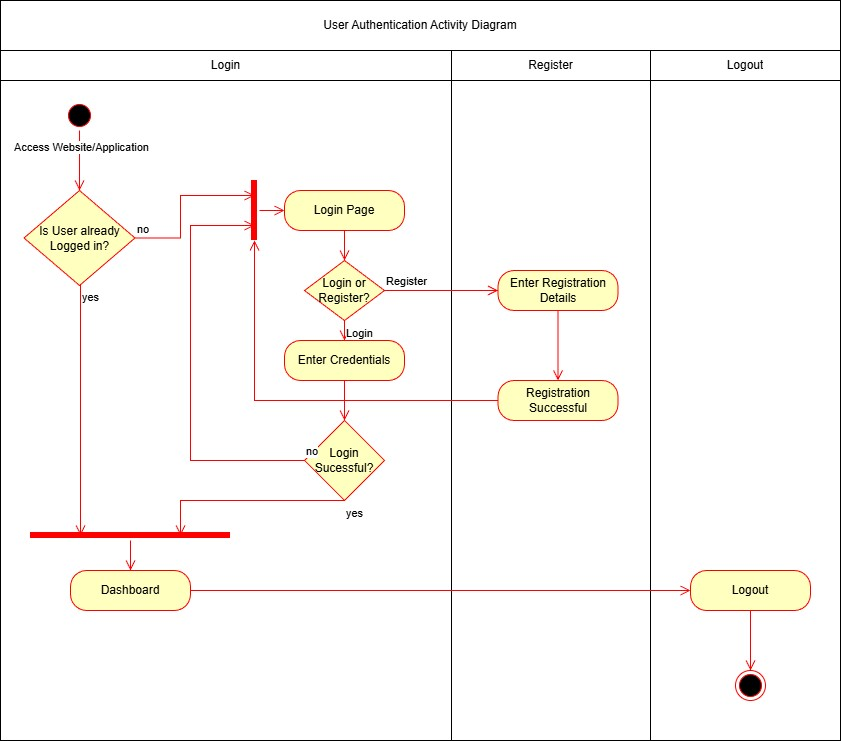 User Authentication Activity Diagram
Login
Register
Logout
Access Website/Application
Is User already
Logged in?
no
yes
Login Page
Login or
Register?
Register
Login
Enter Registration
Details
Enter Credentials
Registration
Successful
Login
Sucessful?
no
yes
Dashboard
Logout